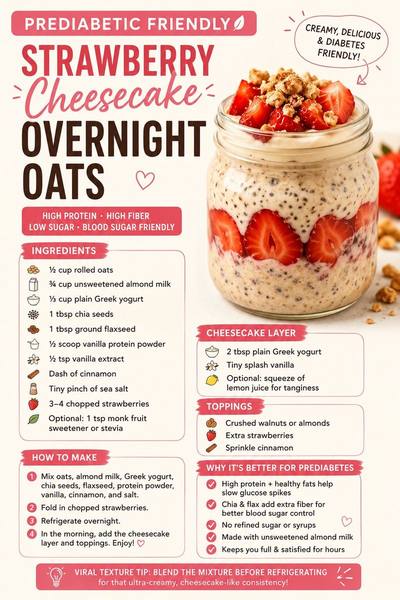 PREDIABETIC FRIENDLY
CREAMY, DELICIOUS
& DIABETES
FRIENDLY!
STRAWBERRY
Cheesecake
OVERNIGHT
OATS
HIGH PROTEIN • HIGH FIBER
LOW SUGAR • BLOOD SUGAR FRIENDLY
INGREDIENTS
½ cup rolled oats
¾ cup unsweetened almond milk
⅓ cup plain Greek yogurt
1 tbsp chia seeds
1 tbsp ground flaxseed
½ scoop vanilla protein powder
½ tsp vanilla extract
Dash of cinnamon
Tiny pinch of sea salt
3–4 chopped strawberries
Optional: 1 tsp monk fruit
sweetener or stevia
CHEESECAKE LAYER
2 tbsp plain Greek yogurt
Tiny splash vanilla
Optional: squeeze of
lemon juice for tanginess
TOPPINGS
Crushed walnuts or almonds
Extra strawberries
Sprinkle cinnamon
HOW TO MAKE
1 Mix oats, almond milk, Greek yogurt,
chia seeds, flaxseed, protein powder,
vanilla, cinnamon, and salt.
2 Fold in chopped strawberries.
3 Refrigerate overnight.
4 In the morning, add the cheesecake
layer and toppings. Enjoy!
WHY IT'S BETTER FOR PREDIABETES
High protein + healthy fats help
slow glucose spikes
Chia & flax add extra fiber for
better blood sugar control
No refined sugar or syrups
Made with unsweetened almond milk
Keeps you full & satisfied for hours
VIRAL TEXTURE TIP: BLEND THE MIXTURE BEFORE REFRIGERATING
for that ultra-creamy, cheesecake-like consistency!